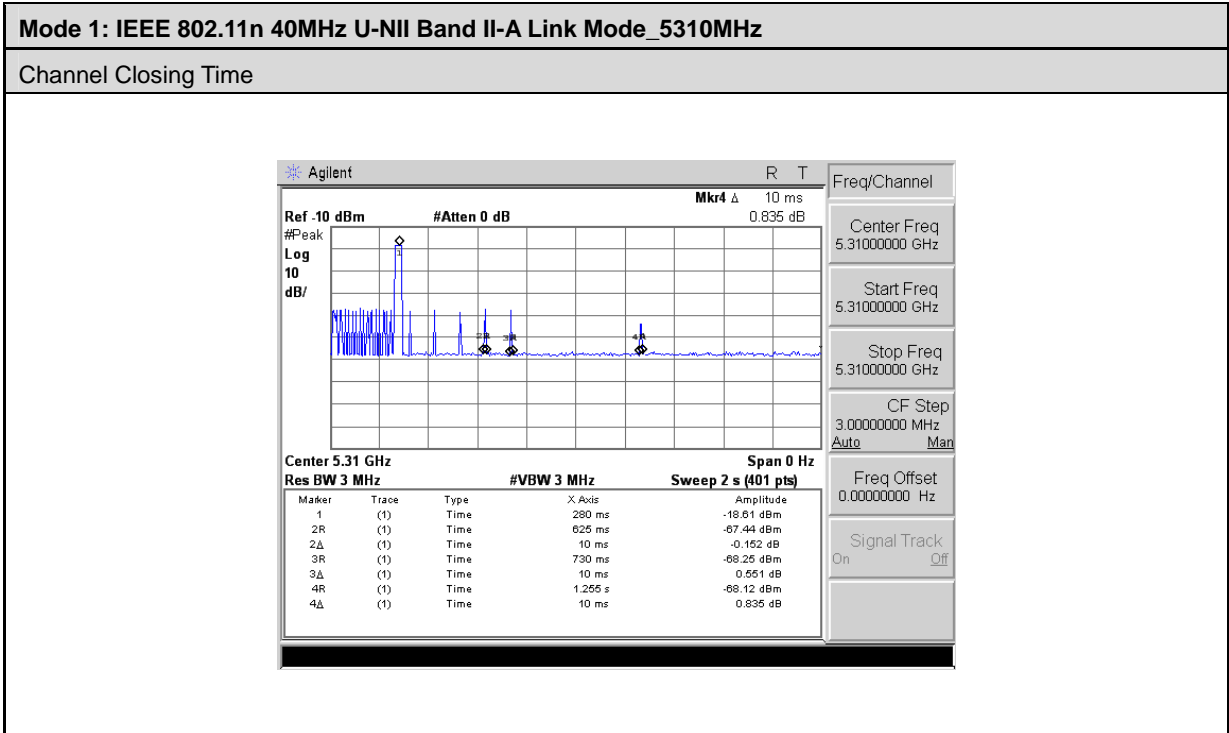 Mode 1: IEEE 802.11n 40MHz U-NII Band II-A Link Mode_5310MHz
Channel Closing Time
Agilent R T
Mkr4 Δ 10 ms
Ref -10 dBm #Atten 0 dB 0.835 dB
#Peak
Log
10
dB/
1
2R
3R
4R
Center 5.31 GHz Span 0 Hz
Res BW 3 MHz #VBW 3 MHz Sweep 2 s (401 pts)
Marker Trace Type X Axis Amplitude
1 (1) Time 280 ms -18.61 dBm
2R (1) Time 625 ms -67.44 dBm
2Δ (1) Time 10 ms -0.152 dB
3R (1) Time 730 ms -68.25 dBm
3Δ (1) Time 10 ms 0.551 dB
4R (1) Time 1.255 s -68.12 dBm
4Δ (1) Time 10 ms 0.835 dB
Freq/Channel
Center Freq
5.31000000 GHz
Start Freq
5.31000000 GHz
Stop Freq
5.31000000 GHz
CF Step
3.00000000 MHz
Auto Man
Freq Offset
0.00000000 Hz
Signal Track
On Off